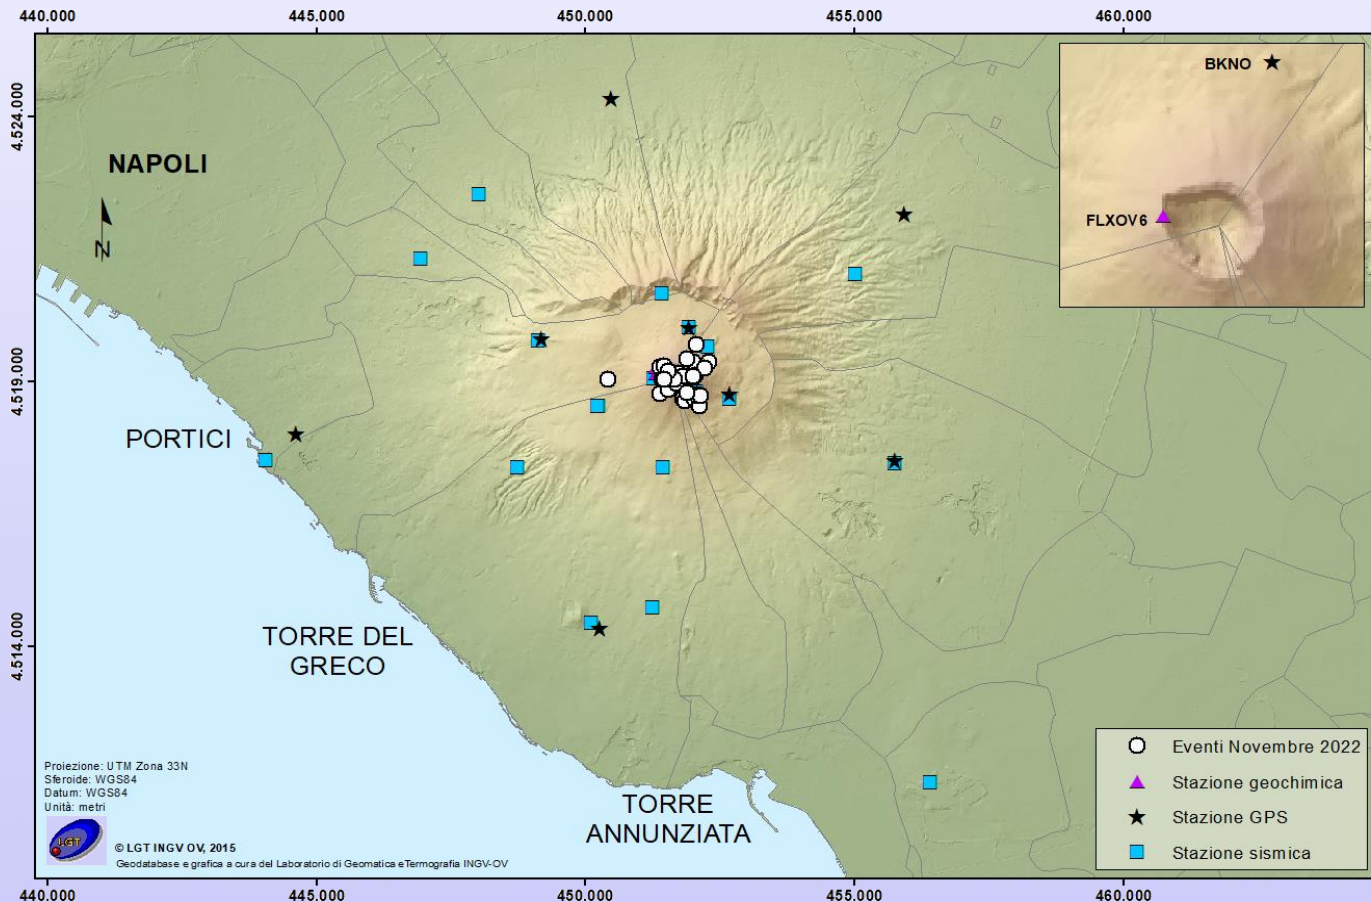 440.000
445.000
450.000
455.000
460.000
4.524.000
4.519.000
4.514.000
NAPOLI
N
PORTICI
TORRE DEL
GRECO
TORRE
ANNUNZIATA
BKNO
FLXOV6
Eventi Novembre 2022
Stazione geochimica
Stazione GPS
Stazione sismica
Proiezione: UTM Zona 33N
Sferoide: WGS84
Datum: WGS84
Unità: metri
LGT
© LGT INGV OV, 2015
Geodatabase e grafica a cura del Laboratorio di Geomatica e Termografia INGV-OV
440.000
445.000
450.000
455.000
460.000